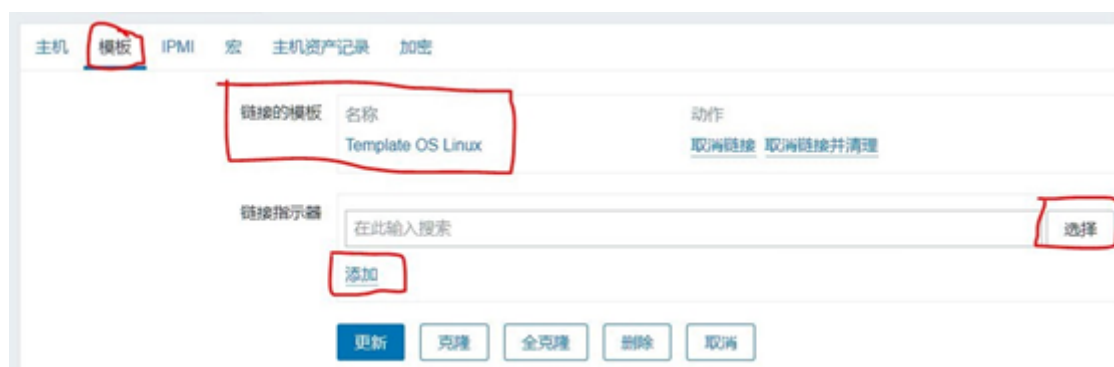 主机 模板 IPMI 宏 主机资产记录 加密
链接的模板 名称 动作
Template OS Linux 取消链接 取消链接并清理
链接指示器 在此输入搜索 选择
添加
更新 克隆 全克隆 删除 取消